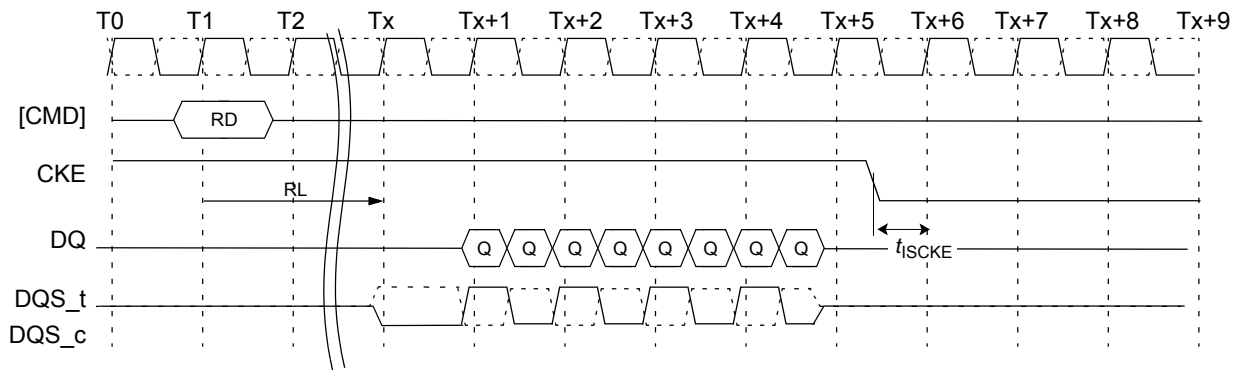 T0 T1 T2 Tx Tx+1 Tx+2 Tx+3 Tx+4 Tx+5 Tx+6 Tx+7 Tx+8 Tx+9
[CMD] RD
CKE
RL
DQ Q Q Q Q Q Q Q Q tISCKE
DQS_t
DQS_c